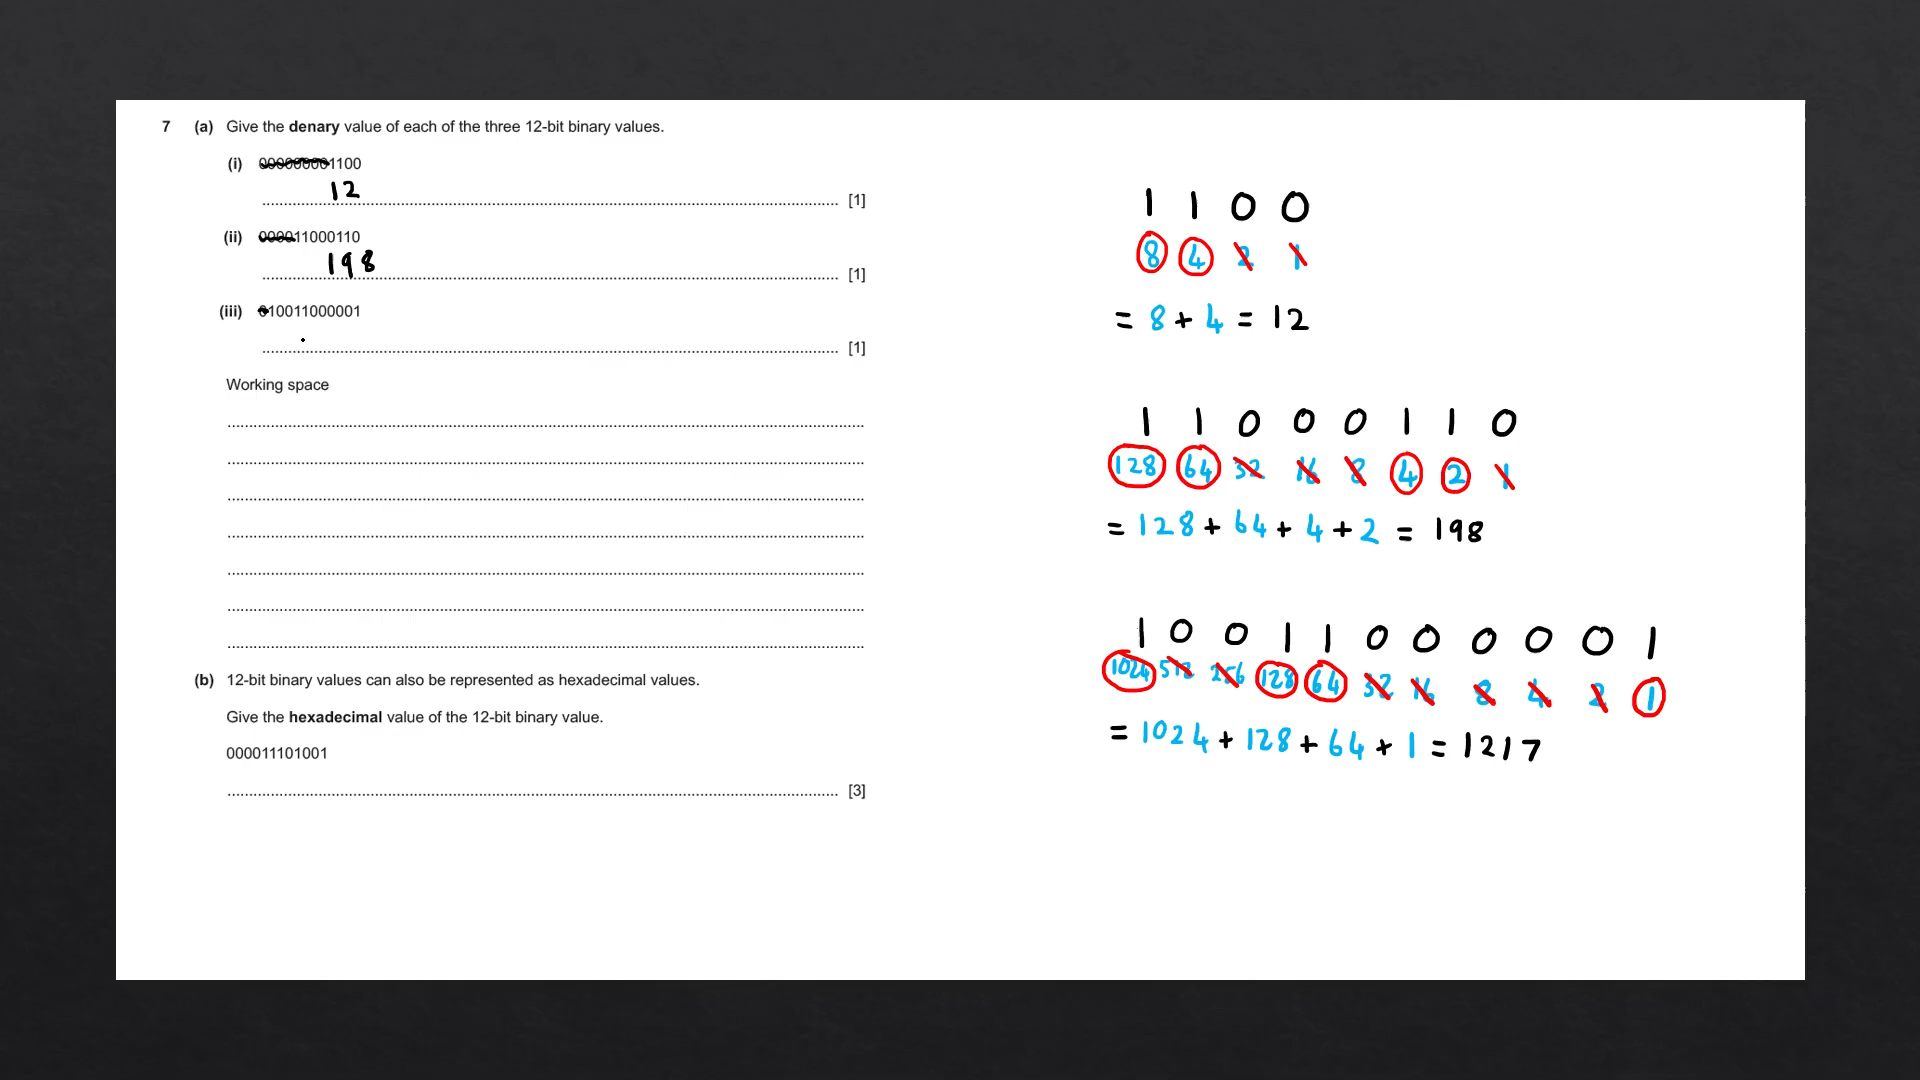 7 (a) Give the denary value of each of the three 12-bit binary values.
(i) 000000001100
12
[1]
(ii) 000011000110
198
[1]
(iii) 010011000001
[1]
Working space
(b) 12-bit binary values can also be represented as hexadecimal values.
Give the hexadecimal value of the 12-bit binary value.
000011101001
[3]
1 1 0 0
8 4 2 1
= 8 + 4 = 12
1 1 0 0 0 1 1 0
128 64 32 16 8 4 2 1
= 128 + 64 + 4 + 2 = 198
1 0 0 1 1 0 0 0 0 0 1
1024 512 256 128 64 32 16 8 4 2 1
= 1024 + 128 + 64 + 1 = 1217